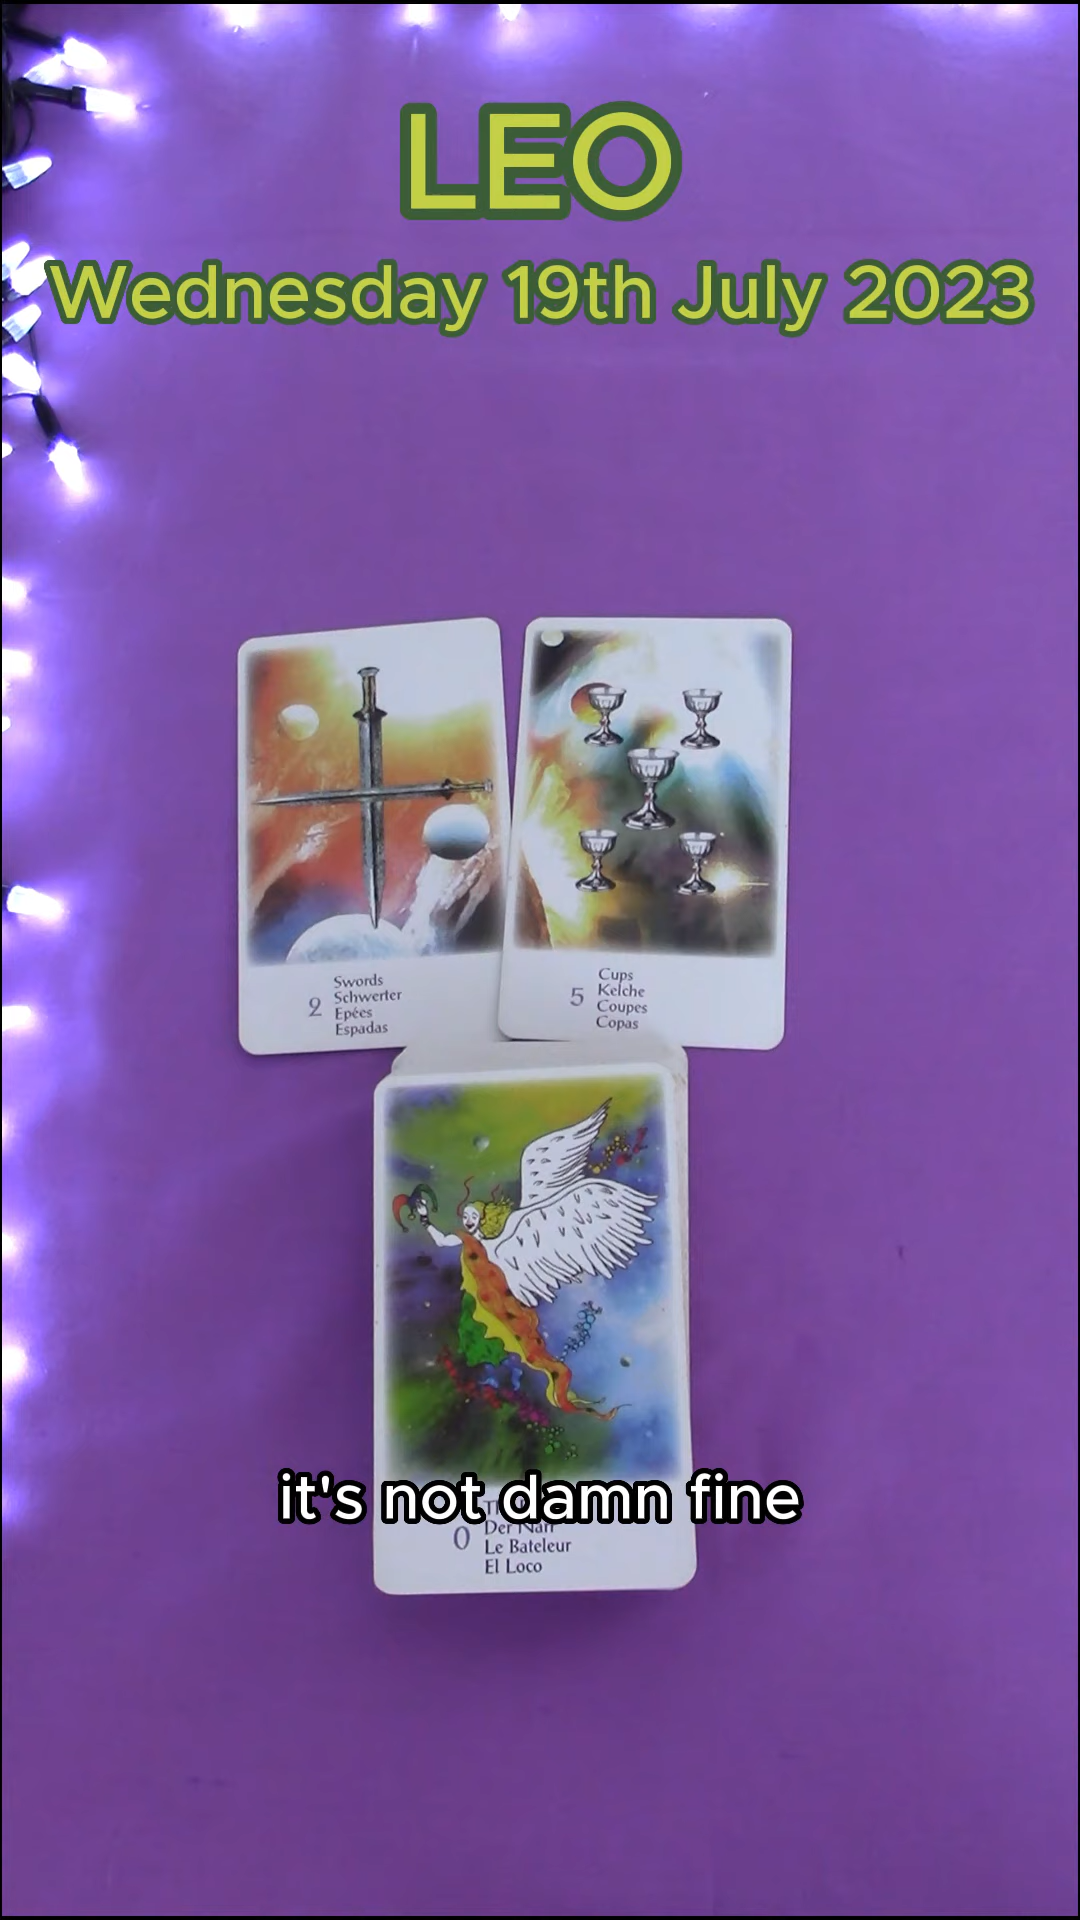 LEO
Wednesday 19th July 2023
2
Swords
Schwerter
Epées
Espadas
5
Cups
Kelche
Coupes
Copas
it's not damn fine
0
Der Narr
Le Bateleur
El Loco